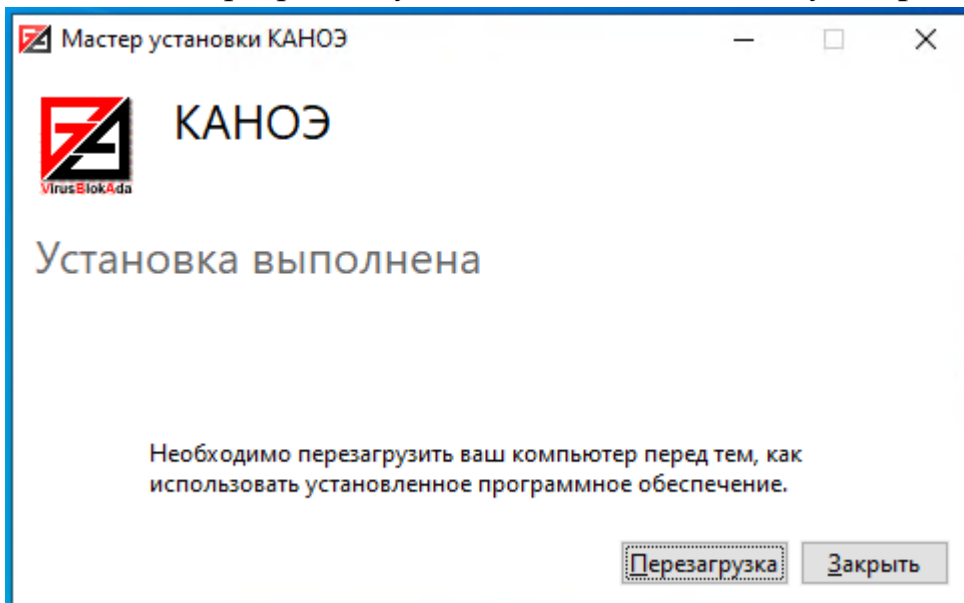 Мастер установки КАНОЭ
КАНОЭ
VirusBlokAda
Установка выполнена
Необходимо перезагрузить ваш компьютер перед тем, как
использовать установленное программное обеспечение.
Перезагрузка Закрыть